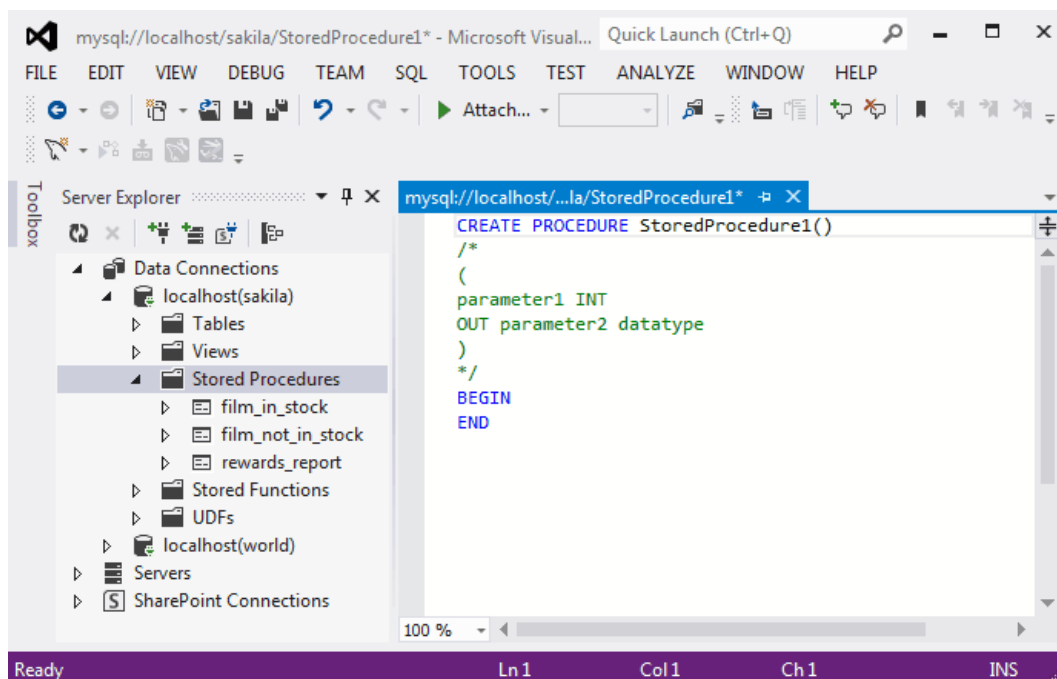 mysql://localhost/sakila/StoredProcedure1* - Microsoft Visual... Quick Launch (Ctrl+Q)
FILE EDIT VIEW DEBUG TEAM SQL TOOLS TEST ANALYZE WINDOW HELP
Attach...
Toolbox
Server Explorer
Data Connections
localhost(sakila)
Tables
Views
Stored Procedures
film_in_stock
film_not_in_stock
rewards_report
Stored Functions
UDFs
localhost(world)
Servers
SharePoint Connections
mysql://localhost/...la/StoredProcedure1*
CREATE PROCEDURE StoredProcedure1()
/*
(
parameter1 INT
OUT parameter2 datatype
)
*/
BEGIN
END
100 %
Ready Ln 1 Col 1 Ch 1 INS